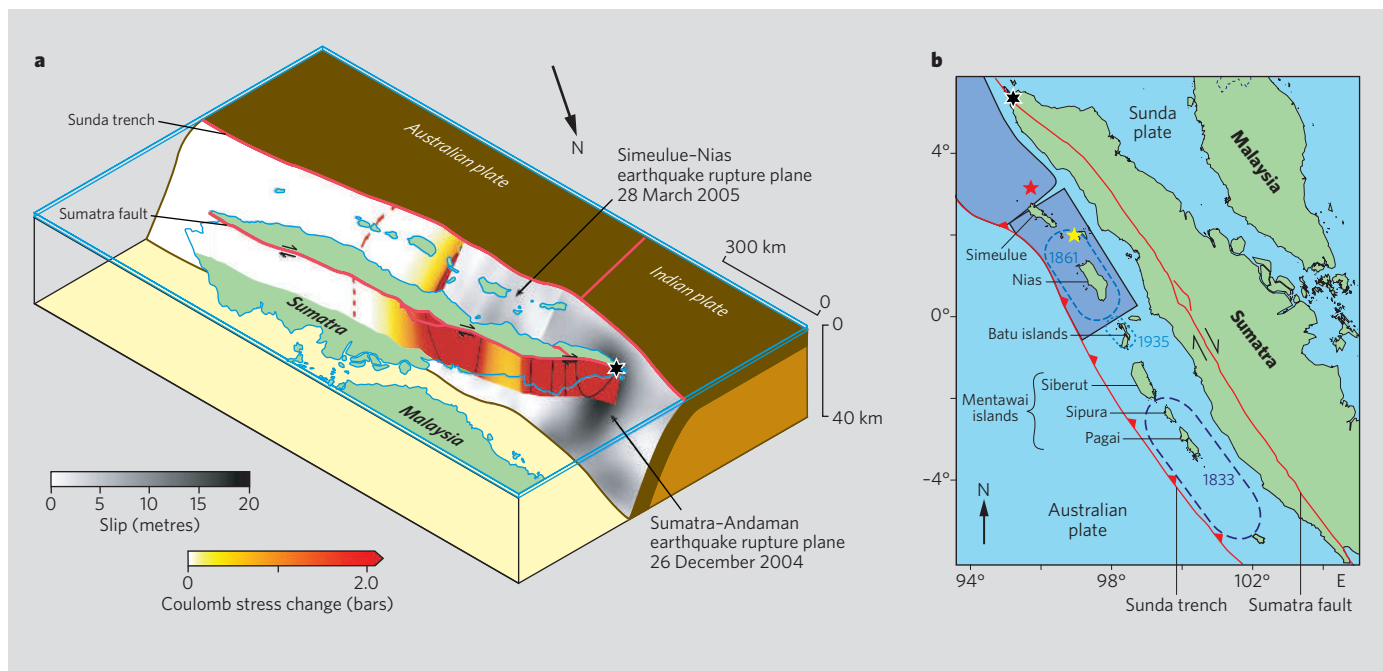 a
Sunda trench
Australian plate
N
Simeulue–Nias
earthquake rupture plane
28 March 2005
Sumatra fault
300 km
Indian plate
0
0
Sumatra
40 km
Malaysia
0 5 10 15 20
Slip (metres)
Sumatra–Andaman
earthquake rupture plane
26 December 2004
0 2.0
Coulomb stress change (bars)
b
Sunda
plate
Malaysia
4°
Simeulue
1861
Nias
0°
Batu islands
1935
Sumatra
Siberut
Mentawai
islands
Sipura
Pagai
1833
–4°
N
Australian
plate
94° 98° 102° E
Sunda trench Sumatra fault